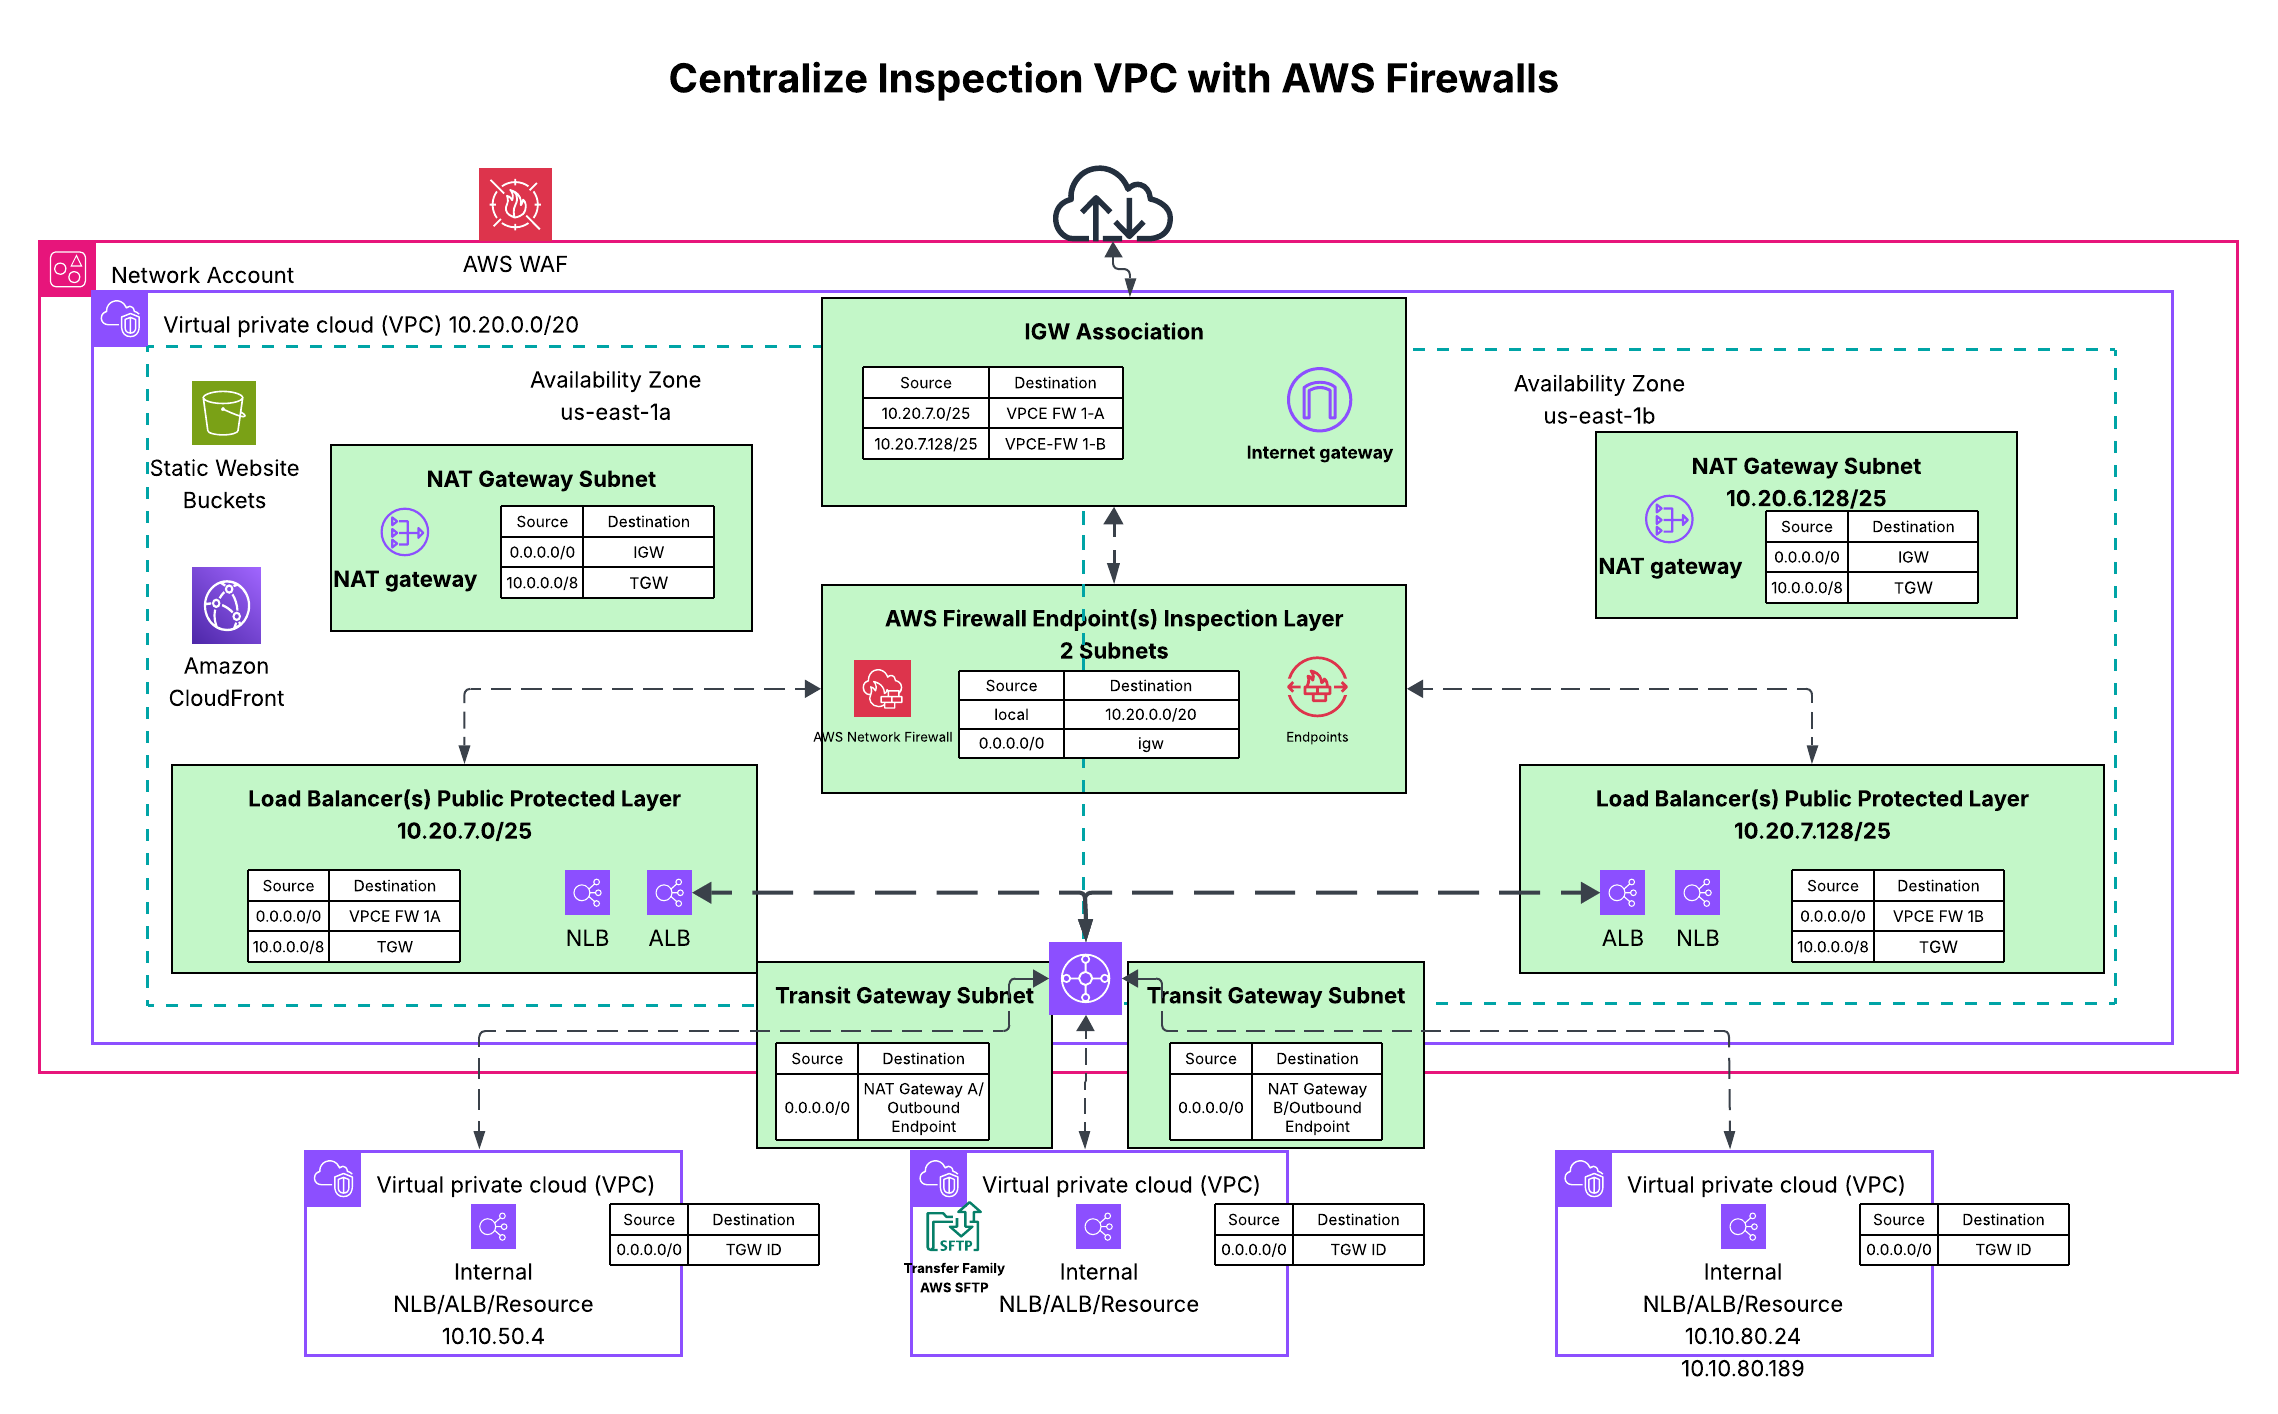 Centralize Inspection VPC with AWS Firewalls
AWS WAF
Network Account
Virtual private cloud (VPC) 10.20.0.0/20
IGW Association
Source Destination
10.20.7.0/25 VPCE FW 1-A
10.20.7.128/25 VPCE-FW 1-B
Internet gateway
Availability Zone
us-east-1a
Availability Zone
us-east-1b
Static Website
Buckets
NAT Gateway Subnet
Source Destination
0.0.0.0/0 IGW
10.0.0.0/8 TGW
NAT gateway
NAT Gateway Subnet
10.20.6.128/25
Source Destination
0.0.0.0/0 IGW
10.0.0.0/8 TGW
NAT gateway
Amazon
CloudFront
AWS Firewall Endpoint(s) Inspection Layer
2 Subnets
Source Destination
local 10.20.0.0/20
0.0.0.0/0 igw
AWS Network Firewall
Endpoints
Load Balancer(s) Public Protected Layer
10.20.7.0/25
Source Destination
0.0.0.0/0 VPCE FW 1A
10.0.0.0/8 TGW
NLB
ALB
Load Balancer(s) Public Protected Layer
10.20.7.128/25
ALB
NLB
Source Destination
0.0.0.0/0 VPCE FW 1B
10.0.0.0/8 TGW
Transit Gateway Subnet
Source Destination
0.0.0.0/0 NAT Gateway A/
Outbound
Endpoint
Transit Gateway Subnet
Source Destination
0.0.0.0/0 NAT Gateway
B/Outbound
Endpoint
Virtual private cloud (VPC)
Source Destination
0.0.0.0/0 TGW ID
Internal
NLB/ALB/Resource
10.10.50.4
Virtual private cloud (VPC)
SFTP
Transfer Family
AWS SFTP
Source Destination
0.0.0.0/0 TGW ID
Internal
NLB/ALB/Resource
Virtual private cloud (VPC)
Source Destination
0.0.0.0/0 TGW ID
Internal
NLB/ALB/Resource
10.10.80.24
10.10.80.189